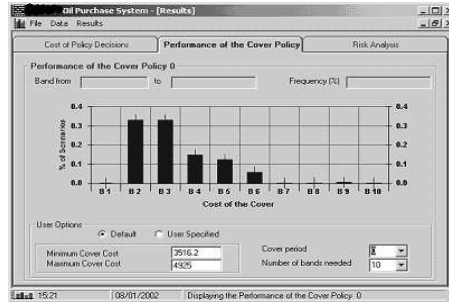 Oil Purchase System - [Results]
File Data Results
Cost of Policy Decisions Performance of the Cover Policy Risk Analysis
Performance of the Cover Policy 0
Band from to Frequency (%)
0.4 0.4
0.3 0.3
0.2 0.2
0.1 0.1
0.0 0.0
% of Scenarios
B 1 B 2 B 3 B 4 B 5 B 6 B 7 B 8 B 9 B 10
Cost of the Cover
User Options
Default User Specified
Minimum Cover Cost 3516.2
Maximum Cover Cost 4925
Cover period
Number of bands needed 10
15:21 08/01/2002 Displaying the Performance of the Cover Policy 0